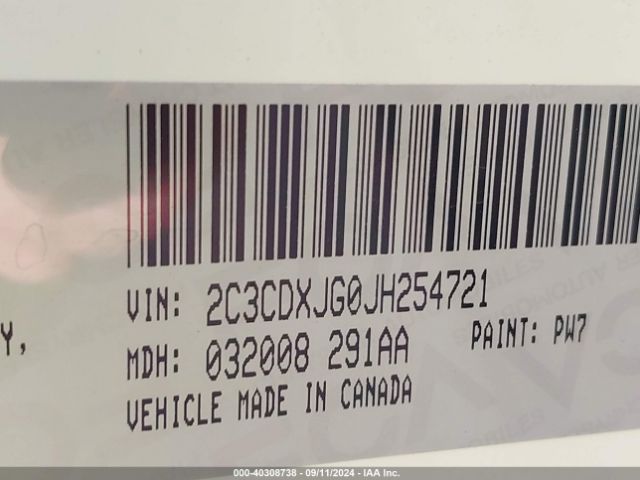 VIN: 2C3CDXJG0JH254721
Y,
MDH: 032008 291AA PAINT: PW7
VEHICLE MADE IN CANADA
000-40308738 - 09/11/2024 - IAA Inc.